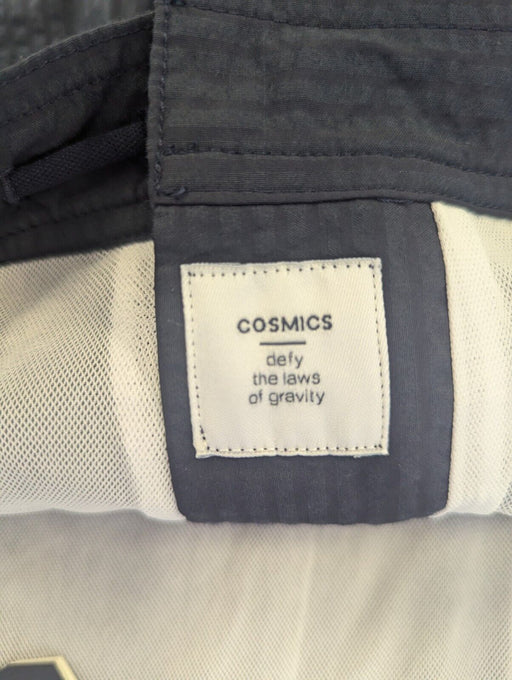 COSMICS
defy
the laws
of gravity